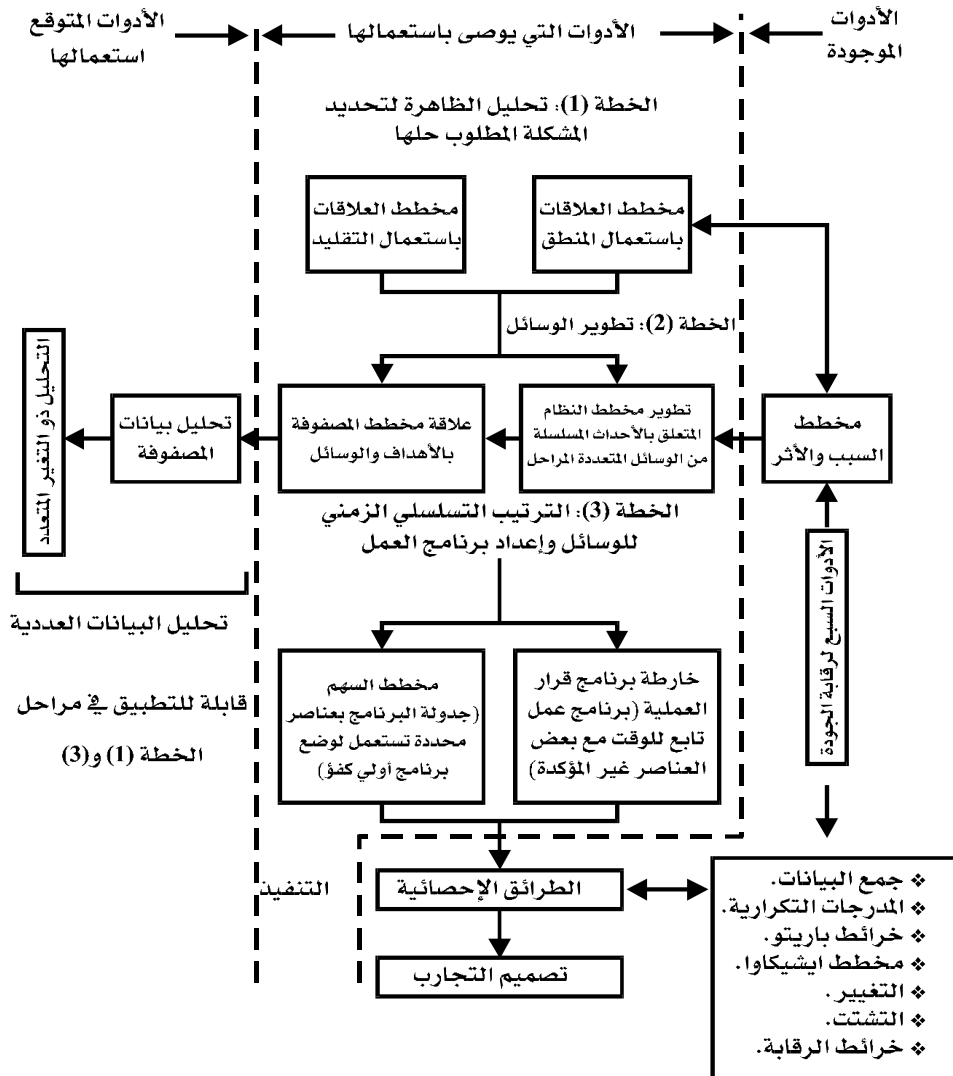 الأدوات
الموجودة
الأدوات التي يوصى باستعمالها
الأدوات المتوقع
استعمالها
الخطة (1): تحليل الظاهرة لتحديد
المشكلة المطلوب حلها
مخطط العلاقات
باستعمال المنطق
مخطط العلاقات
باستعمال التقليد
الخطة (2): تطوير الوسائل
مخطط
السبب والأثر
تطوير مخطط النظام
المتعلق بالأحداث المسلسلة
من الوسائل المتعددة المراحل
علاقة مخطط المصفوفة
بالأهداف والوسائل
تحليل بيانات
المصفوفة
التحليل ذو التغير المتعدد
الخطة (3): الترتيب التسلسلي الزمني
للوسائل وإعداد برنامج العمل
الأدوات السبع لرقابة الجودة
تحليل البيانات العددية
خارطة برنامج قرار
العملية (برنامج عمل
تابع للوقت مع بعض
العناصر غير المؤكدة)
مخطط السهم
(جدولة البرنامج بعناصر
محددة تستعمل لوضع
برنامج أولي كفؤ)
قابلة للتطبيق في مراحل
الخطة (1) و(3)
الطرائق الإحصائية
التنفيذ
تصميم التجارب
❖ جمع البيانات.
❖ المدرجات التكرارية.
❖ خرائط باريتو.
❖ مخطط ايشيكاوا.
❖ التغيير.
❖ التشتت.
❖ خرائط الرقابة.